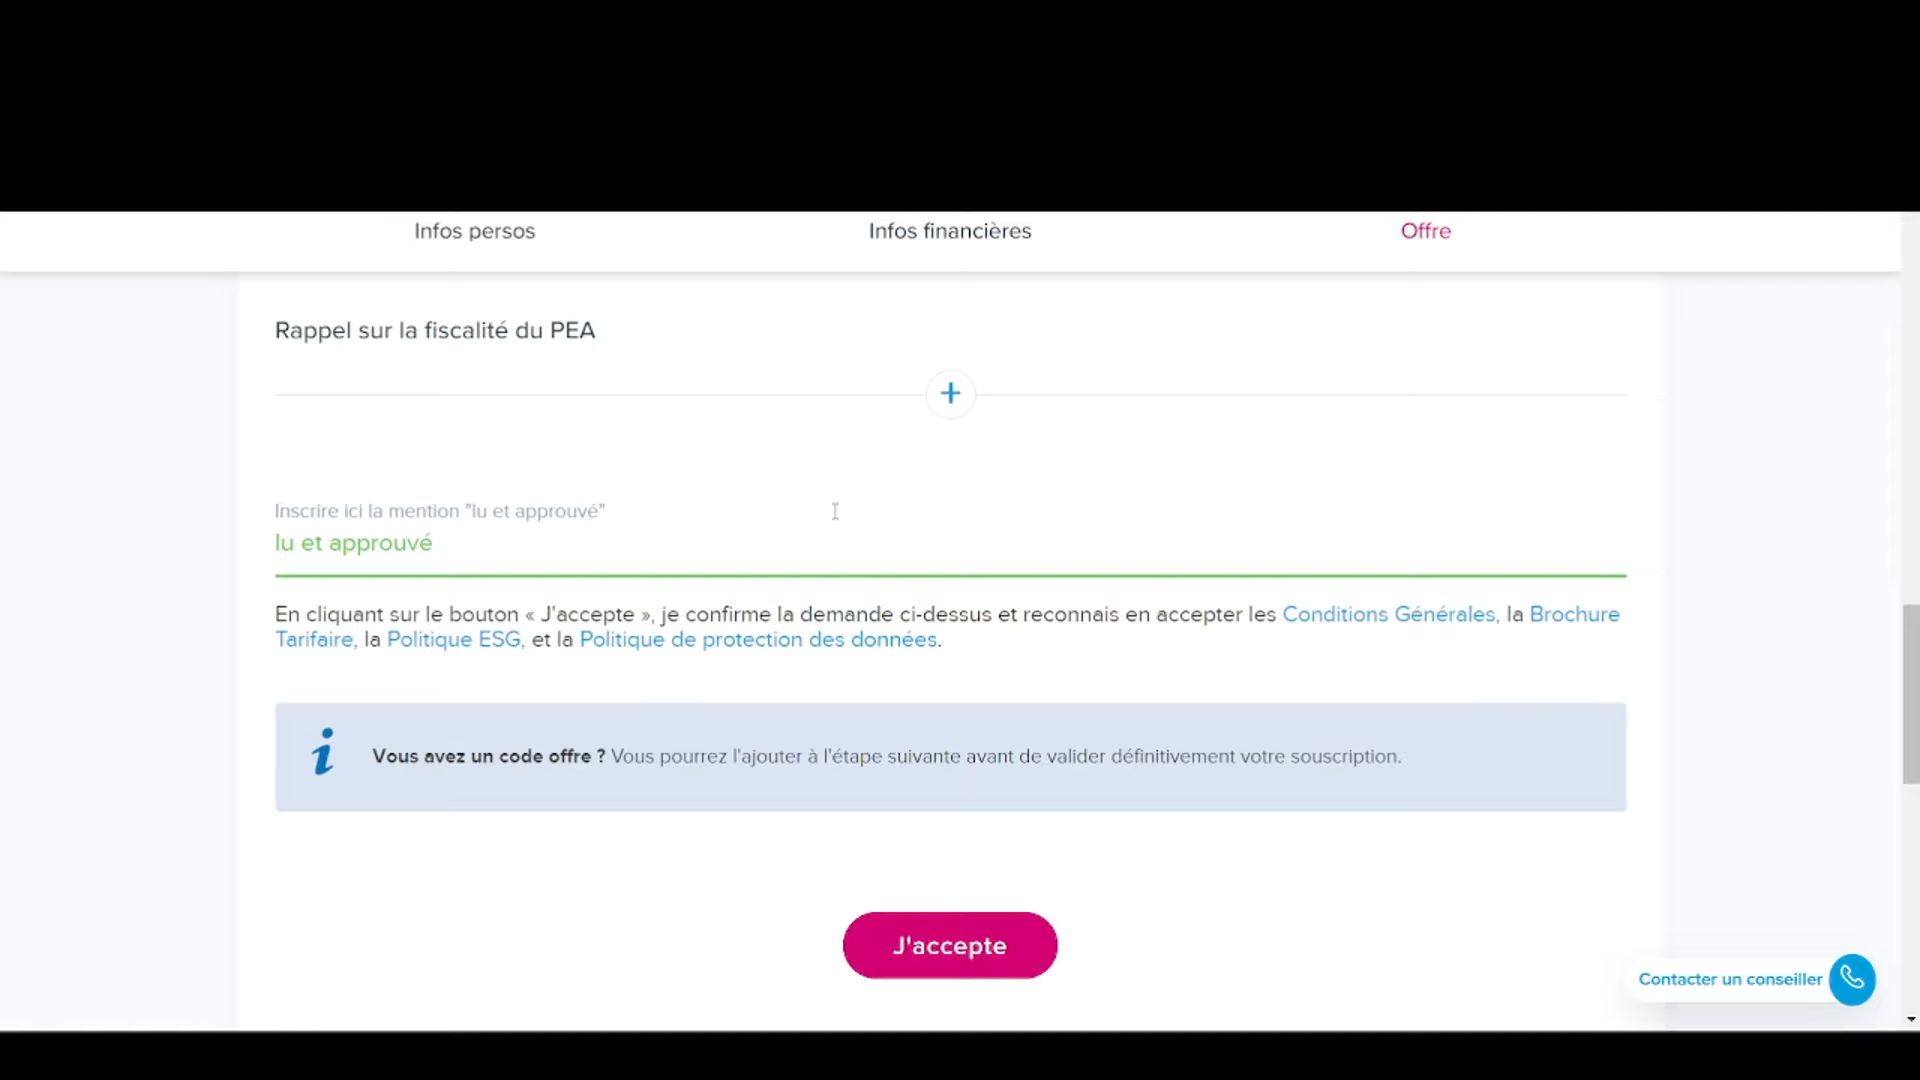 Infos persos
Infos financières
Offre
Rappel sur la fiscalité du PEA
Inscrire ici la mention "lu et approuvé"
lu et approuvé
En cliquant sur le bouton « J'accepte », je confirme la demande ci-dessus et reconnais en accepter les Conditions Générales, la Brochure
Tarifaire, la Politique ESG, et la Politique de protection des données.
Vous avez un code offre ? Vous pourrez l'ajouter à l'étape suivante avant de valider définitivement votre souscription.
J'accepte
Contacter un conseiller